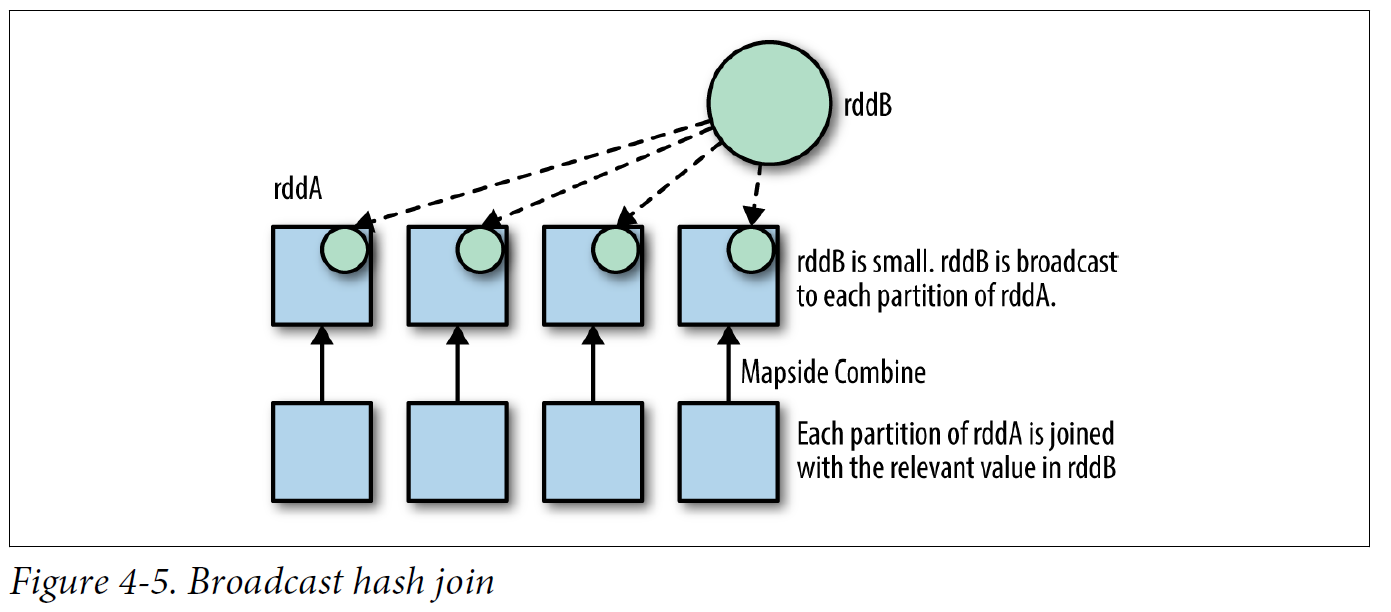 rddB
rddA
rddB is small. rddB is broadcast
to each partition of rddA.
Mapside Combine
Each partition of rddA is joined
with the relevant value in rddB
Figure 4-5. Broadcast hash join